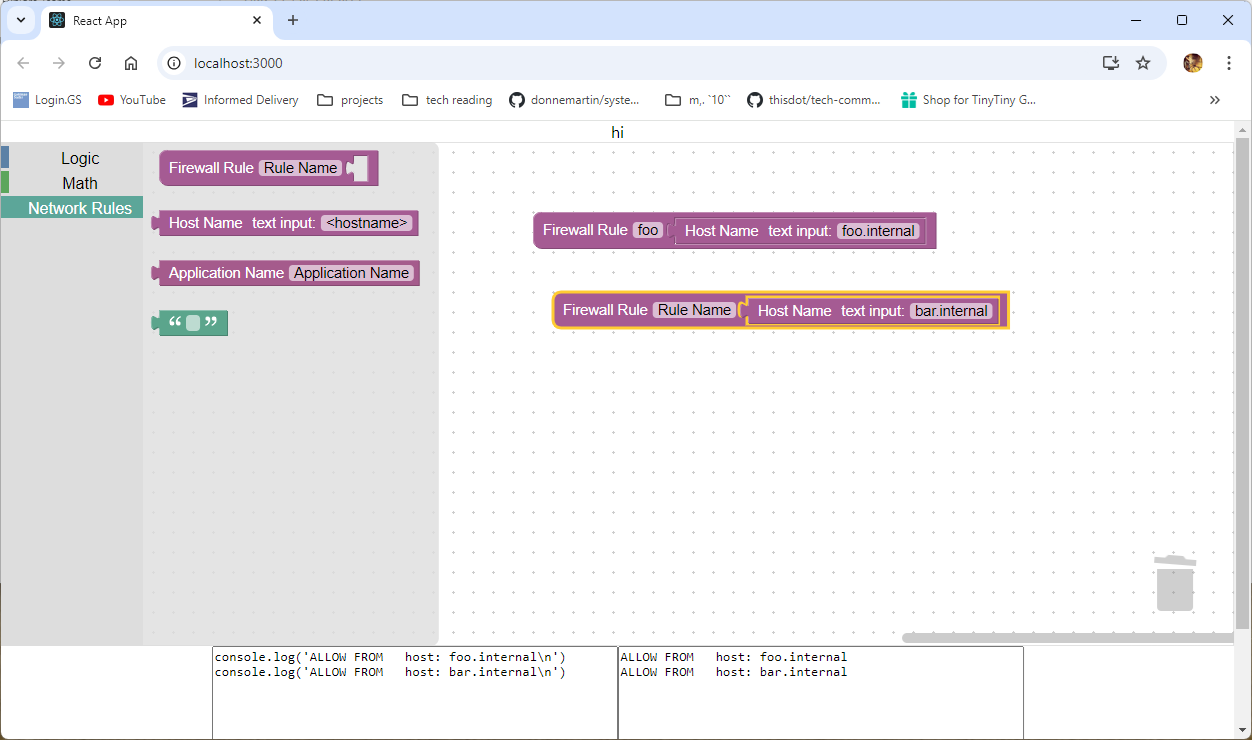 React App
localhost:3000
Login.GS YouTube Informed Delivery projects tech reading donnemartin/syste... m,. `10`` thisdot/tech-comm... Shop for TinyTiny G...
hi
Logic
Math
Network Rules
Firewall Rule Rule Name
Host Name text input: <hostname>
Application Name Application Name
“ ”
Firewall Rule foo Host Name text input: foo.internal
Firewall Rule Rule Name Host Name text input: bar.internal
console.log('ALLOW FROM   host: foo.internal\n')
console.log('ALLOW FROM   host: bar.internal\n')
ALLOW FROM   host: foo.internal
ALLOW FROM   host: bar.internal